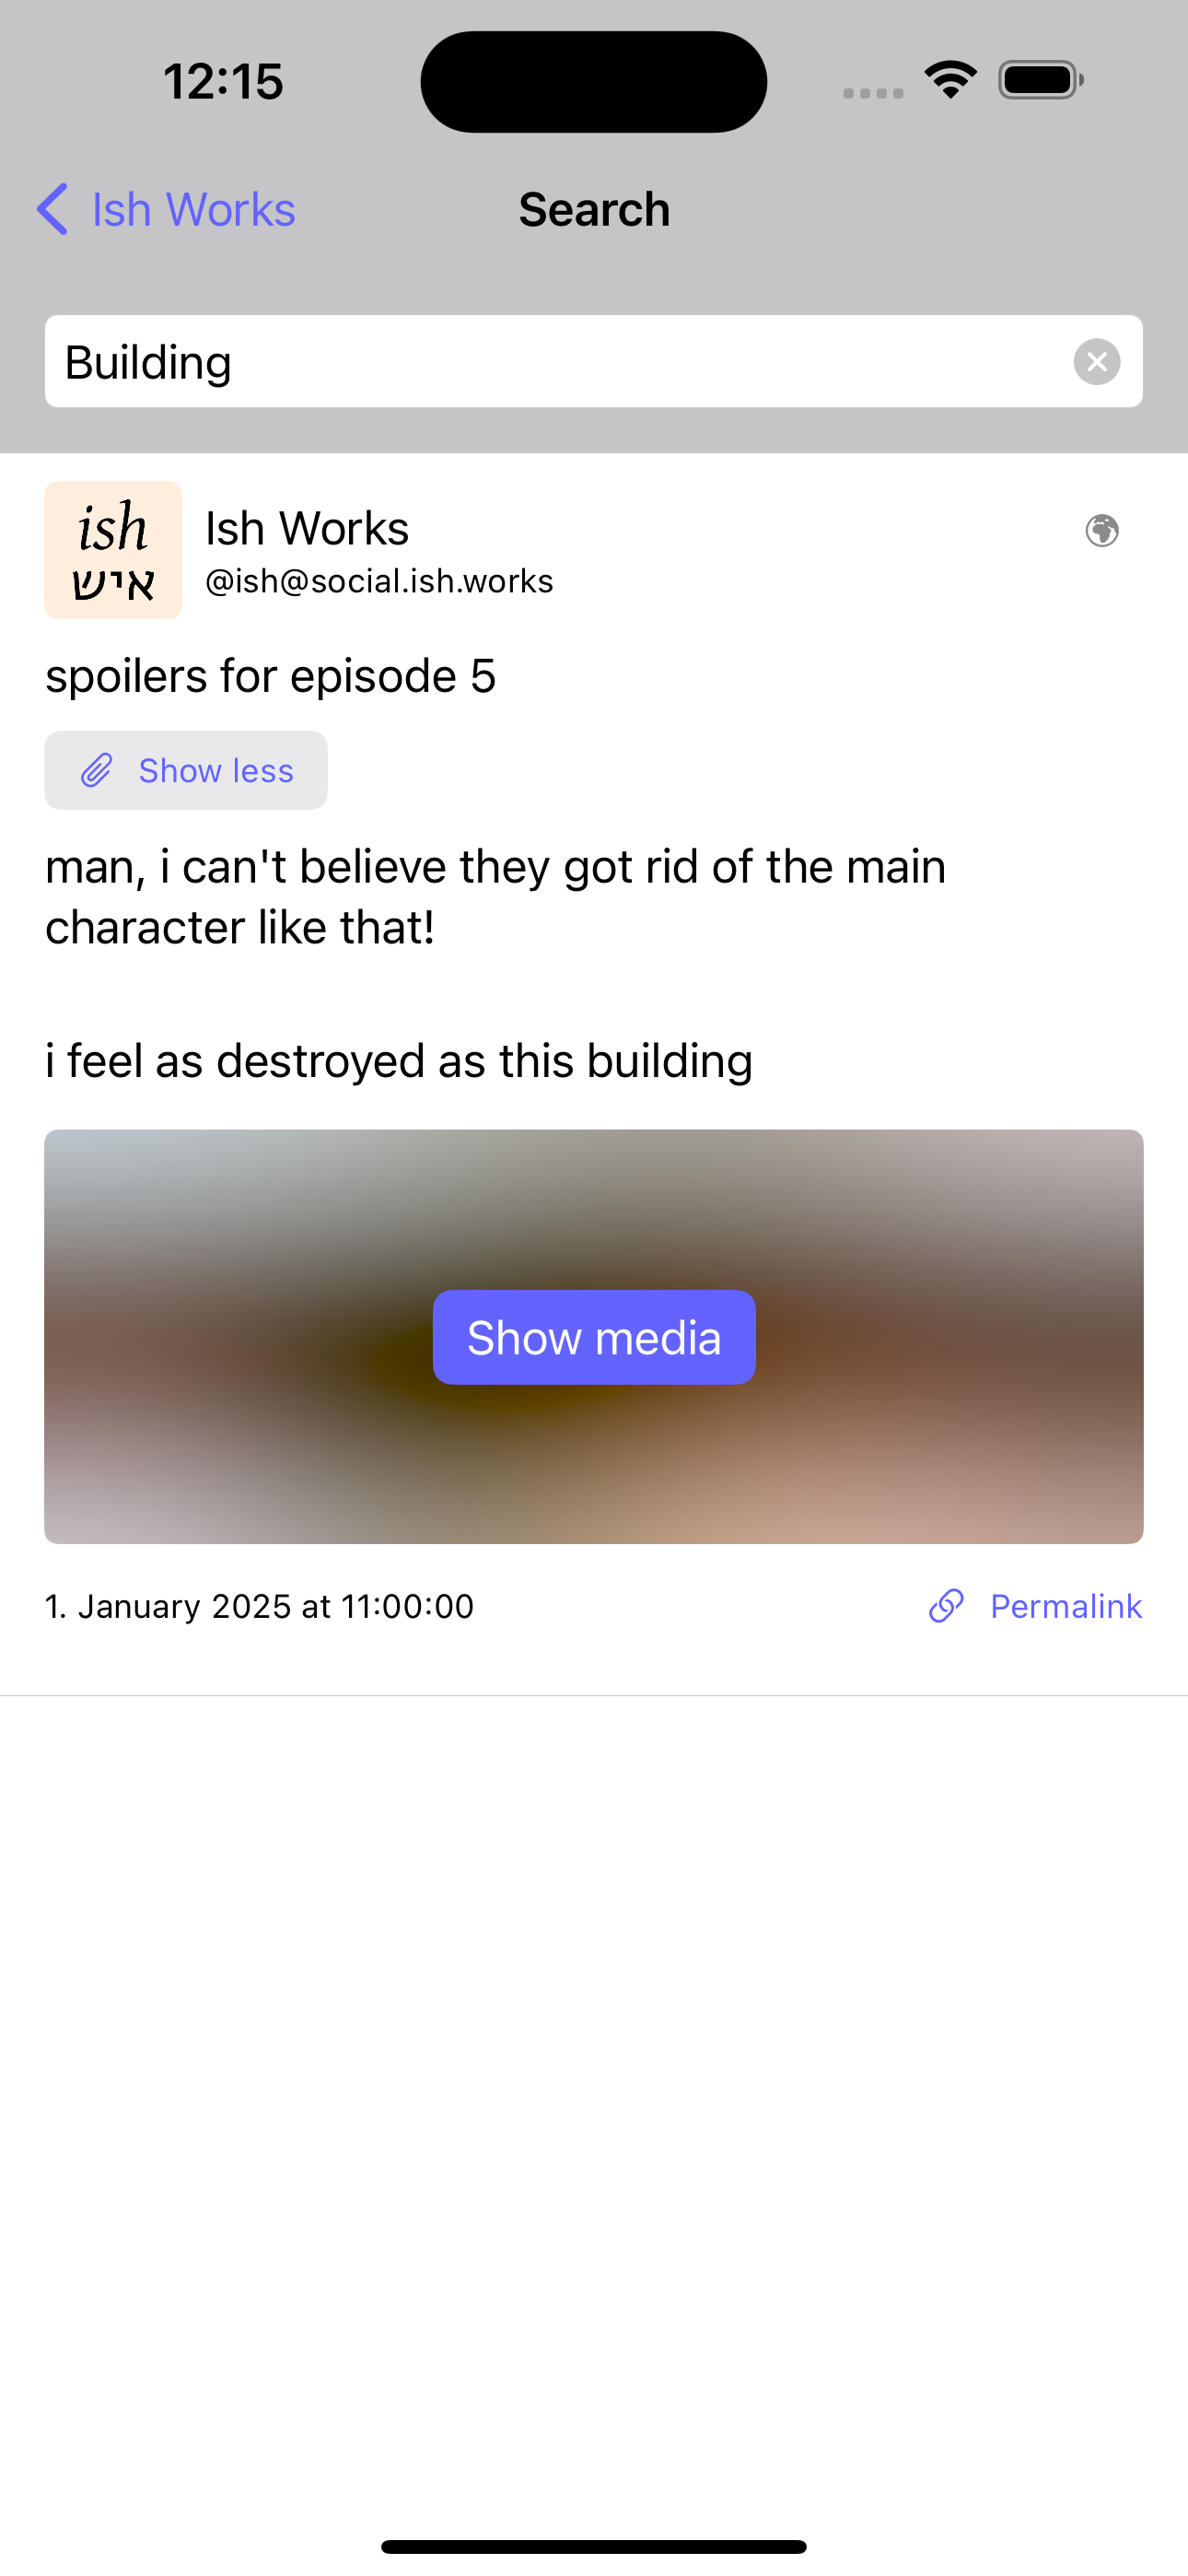 12:15
Ish Works
Search
Building
ish
איש
Ish Works
@ish@social.ish.works
spoilers for episode 5
Show less
man, i can't believe they got rid of the main
character like that!
i feel as destroyed as this building
Show media
1. January 2025 at 11:00:00
Permalink